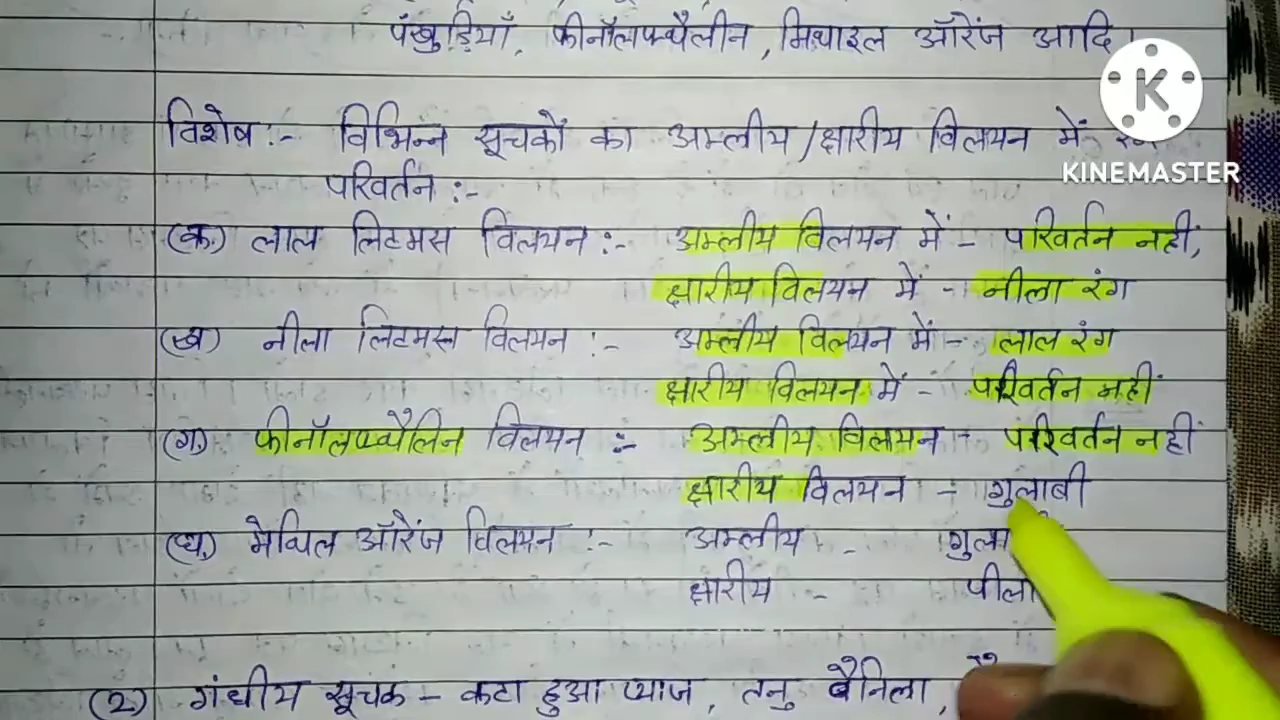 पंखुड़ियाँ, फीनॉलफ्थैलीन, मिथाइल ऑरेंज आदि।
KINEMASTER
विशेष :- विभिन्न सूचकों का अम्लीय/क्षारीय विलयन में
परिवर्तन :-
(क) लाल लिटमस विलयन :- अम्लीय विलयन में - परिवर्तन नहीं,
क्षारीय विलयन में - नीला रंग
(ख) नीला लिटमस विलयन :- अम्लीय विलयन में - लाल रंग
क्षारीय विलयन में - परिवर्तन नहीं
(ग) फीनॉलफ्थैलिन विलयन :- अम्लीय विलयन - परिवर्तन नहीं
क्षारीय विलयन - गुलाबी
(घ) मेथिल ऑरेंज विलयन :- अम्लीय -
क्षारीय - पीला
(2) गंधीय सूचक - कटा हुआ प्याज, तनु वैनिला,